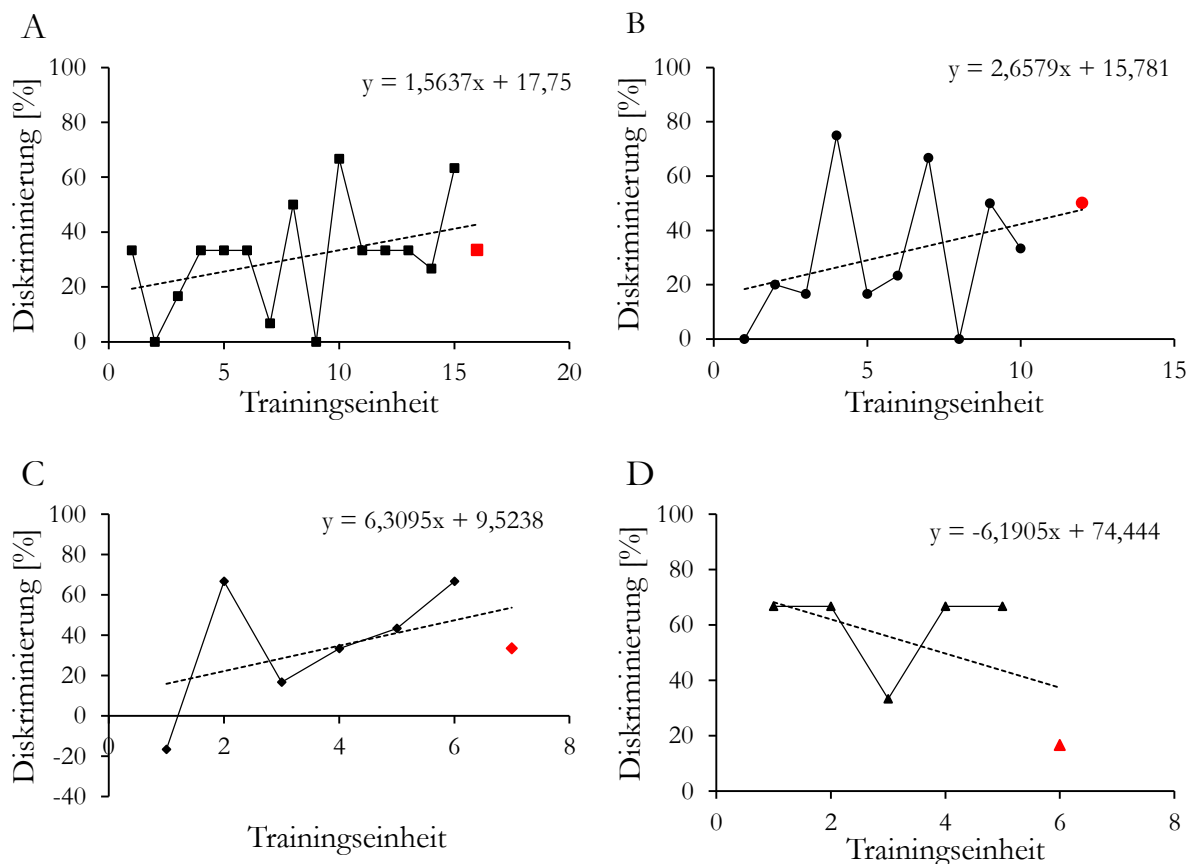 A
y = 1,5637x + 17,75
Diskriminierung [%]
100
80
60
40
20
0
0 5 10 15 20
Trainingseinheit
B
y = 2,6579x + 15,781
Diskriminierung [%]
100
80
60
40
20
0
0 5 10 15
Trainingseinheit
C
y = 6,3095x + 9,5238
Diskriminierung [%]
100
80
60
40
20
0
-20
-40
0 2 4 6 8
Trainingseinheit
D
y = -6,1905x + 74,444
Diskriminierung [%]
100
80
60
40
20
0
0 2 4 6 8
Trainingseinheit